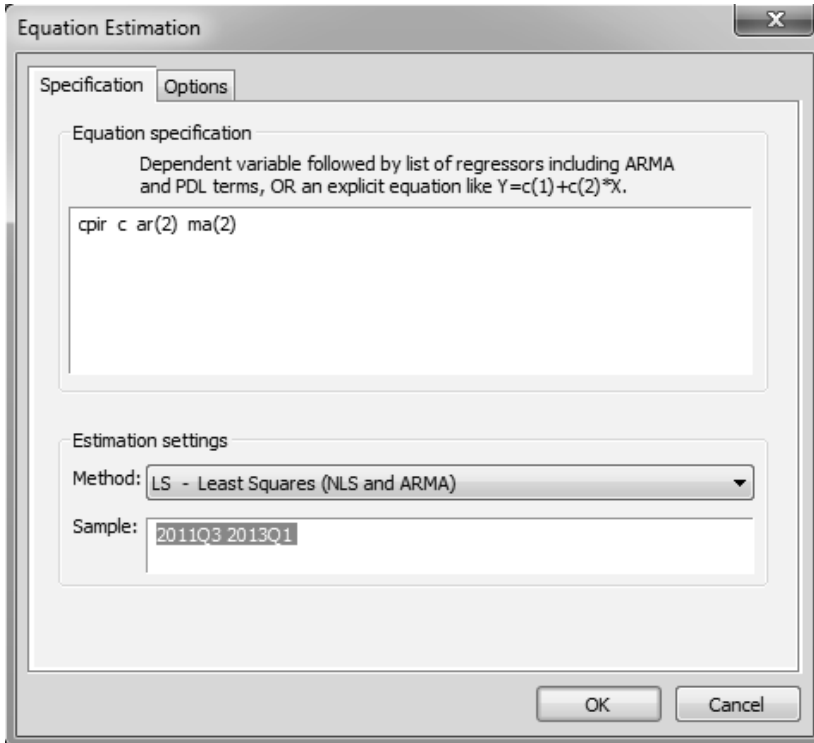 Equation Estimation
Specification Options
Equation specification
Dependent variable followed by list of regressors including ARMA
and PDL terms, OR an explicit equation like Y=c(1)+c(2)*X.
cpir c ar(2) ma(2)
Estimation settings
Method: LS - Least Squares (NLS and ARMA)
Sample: 2011Q3 2013Q1
OK Cancel